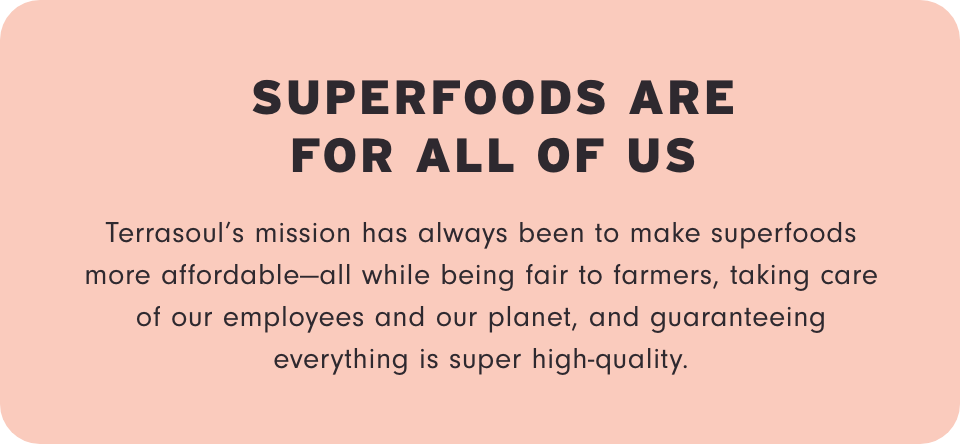 SUPERFOODS ARE
FOR ALL OF US
Terrasoul’s mission has always been to make superfoods
more affordable—all while being fair to farmers, taking care
of our employees and our planet, and guaranteeing
everything is super high-quality.